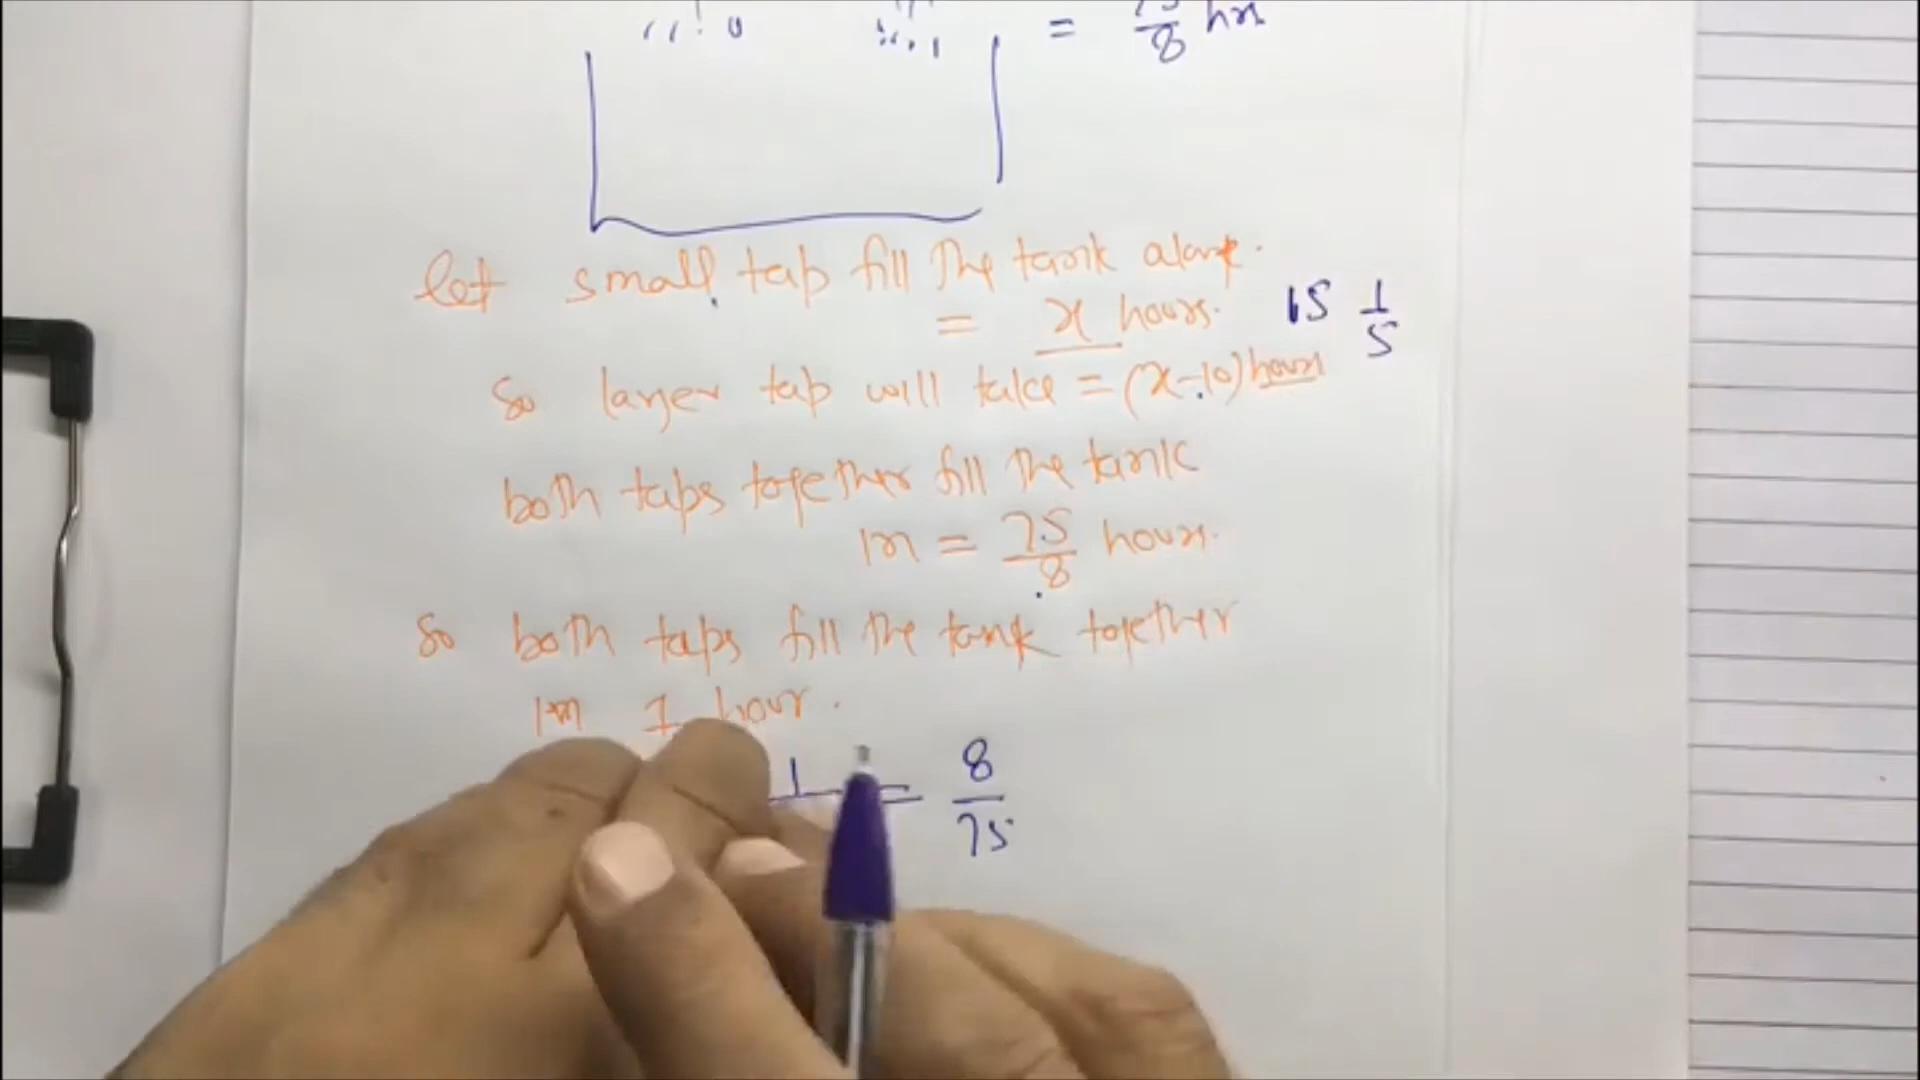 = 75/8 hrs
let small tap fill the tank alone.
= x hours. 15 1/5
So larger tap will take = (x-10) hours
both taps together fill the tank
in = 75/8 hours.
So both taps fill the tank together
in 1 hour.
1 = 8/75